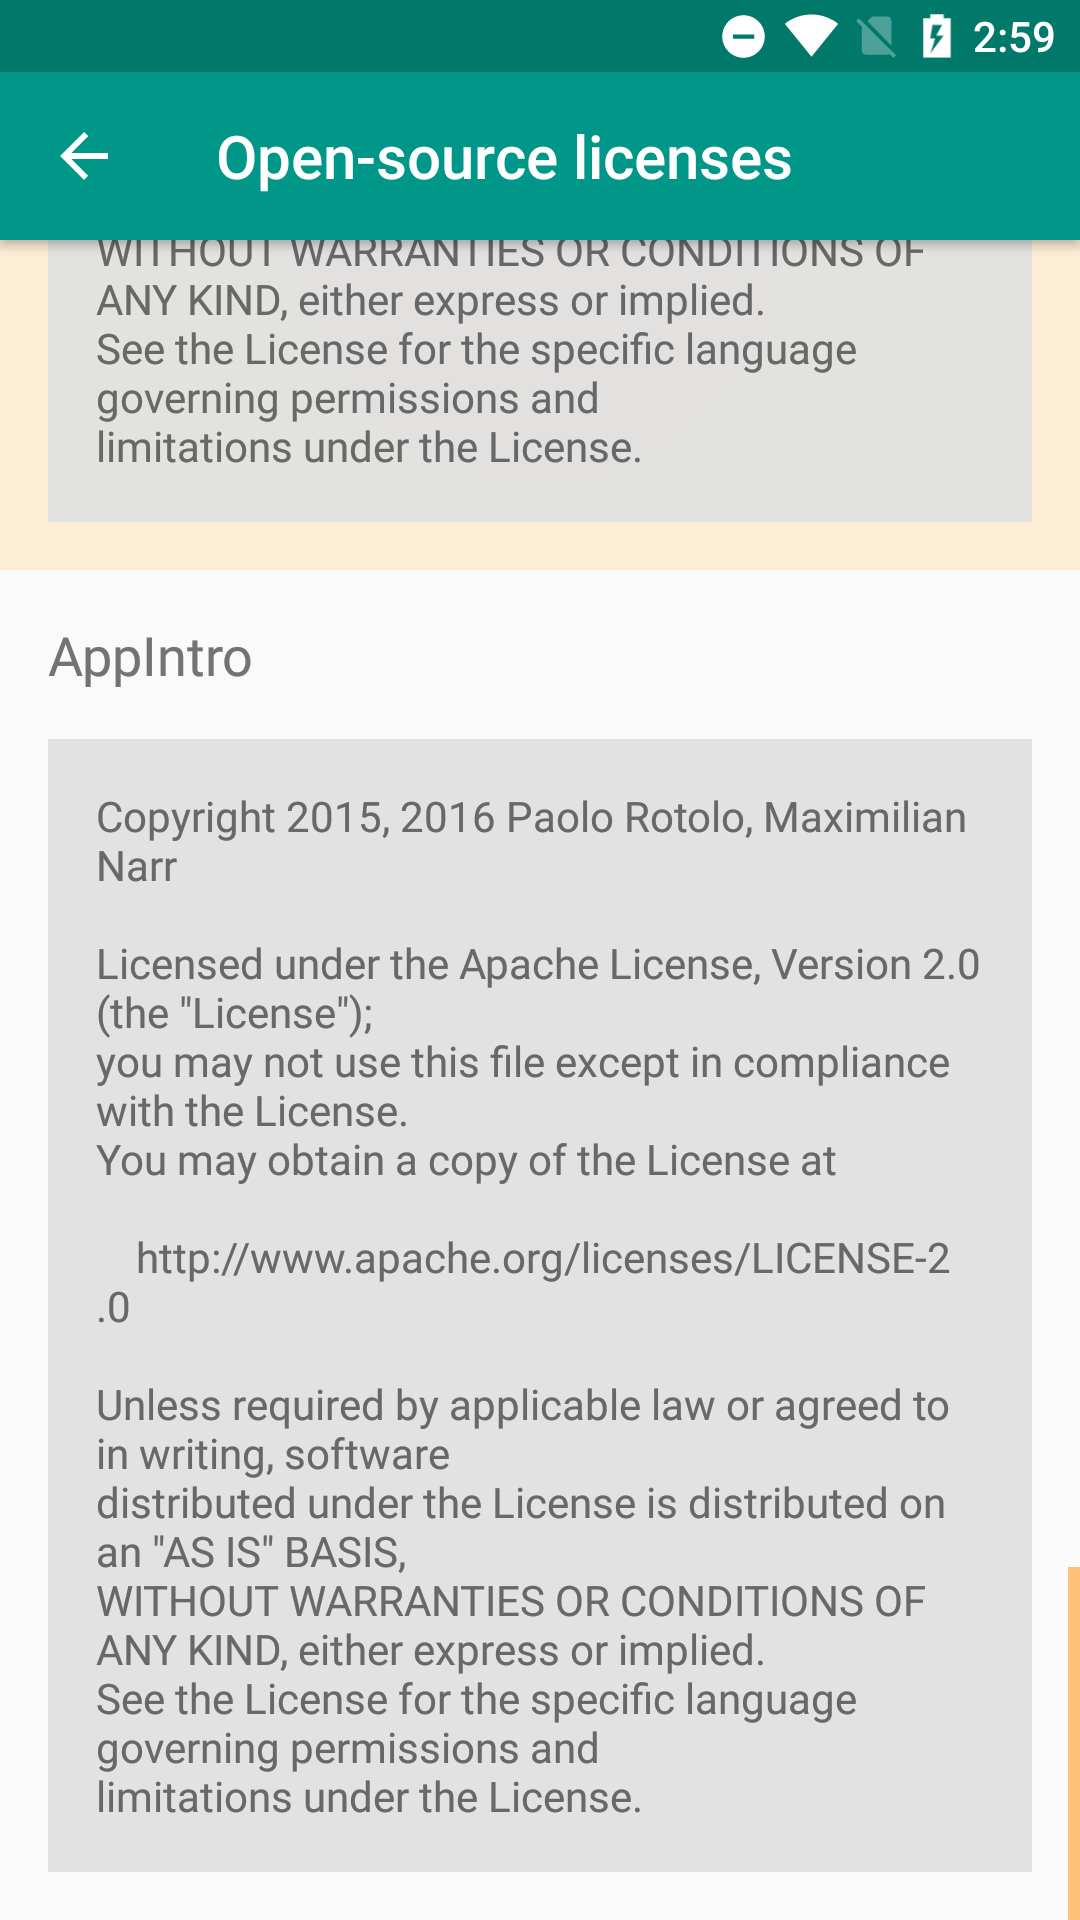 2:59
Open-source licenses
WITHOUT WARRANTIES OR CONDITIONS OF
ANY KIND, either express or implied.
See the License for the specific language
governing permissions and
limitations under the License.
AppIntro
Copyright 2015, 2016 Paolo Rotolo, Maximilian
Narr
Licensed under the Apache License, Version 2.0
(the "License");
you may not use this file except in compliance
with the License.
You may obtain a copy of the License at
http://www.apache.org/licenses/LICENSE-2
.0
Unless required by applicable law or agreed to
in writing, software
distributed under the License is distributed on
an "AS IS" BASIS,
WITHOUT WARRANTIES OR CONDITIONS OF
ANY KIND, either express or implied.
See the License for the specific language
governing permissions and
limitations under the License.